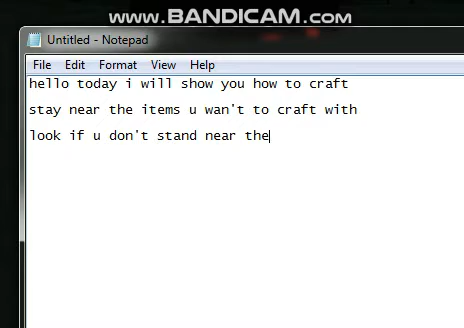 www.BANDICAM.com
Untitled - Notepad
File Edit Format View Help
hello today i will show you how to craft
stay near the items u wan't to craft with
look if u don't stand near the